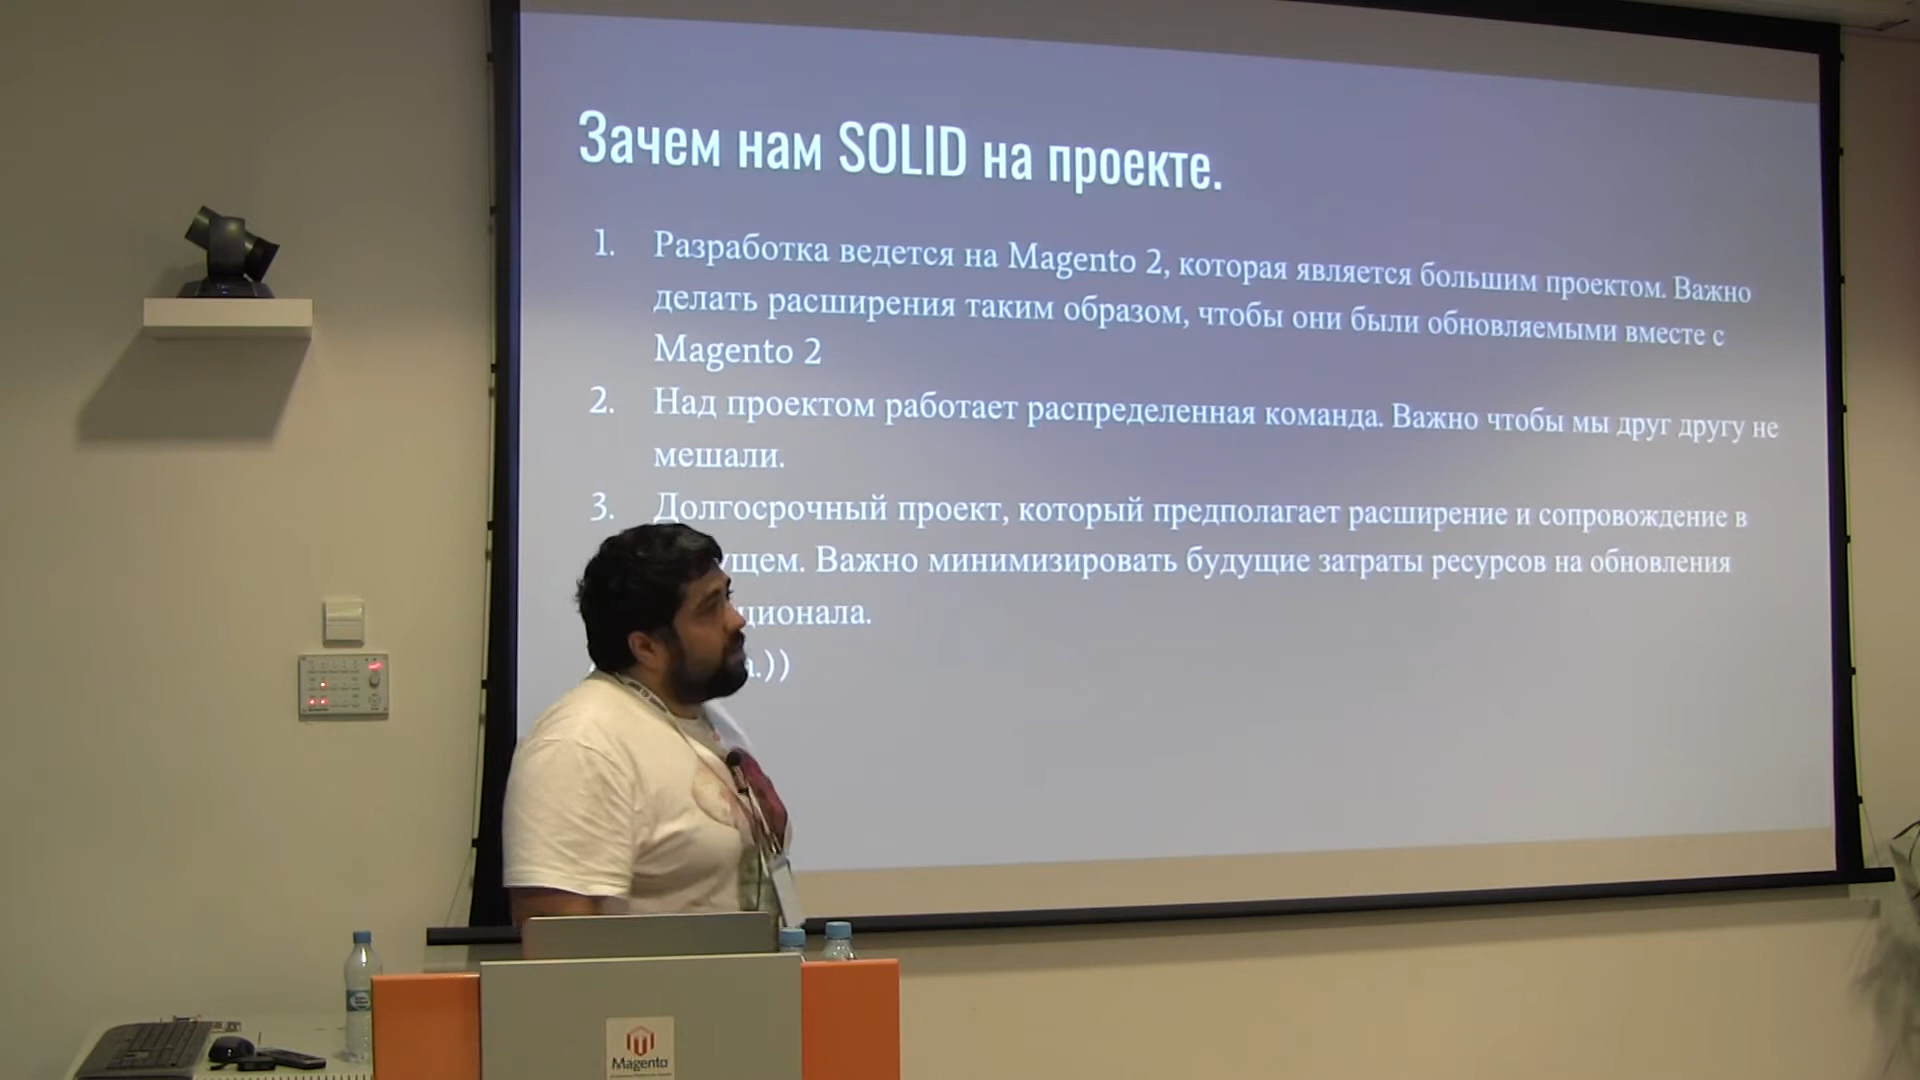 Зачем нам SOLID на проекте.
1. Разработка ведется на Magento 2, которая является большим проектом. Важно
делать расширения таким образом, чтобы они были обновляемыми вместе с
Magento 2
2. Над проектом работает распределенная команда. Важно чтобы мы друг другу не
мешали.
3. Долгосрочный проект, который предполагает расширение и сопровождение в
ущем. Важно минимизировать будущие затраты ресурсов на обновления
ционала.
а.))
Magento